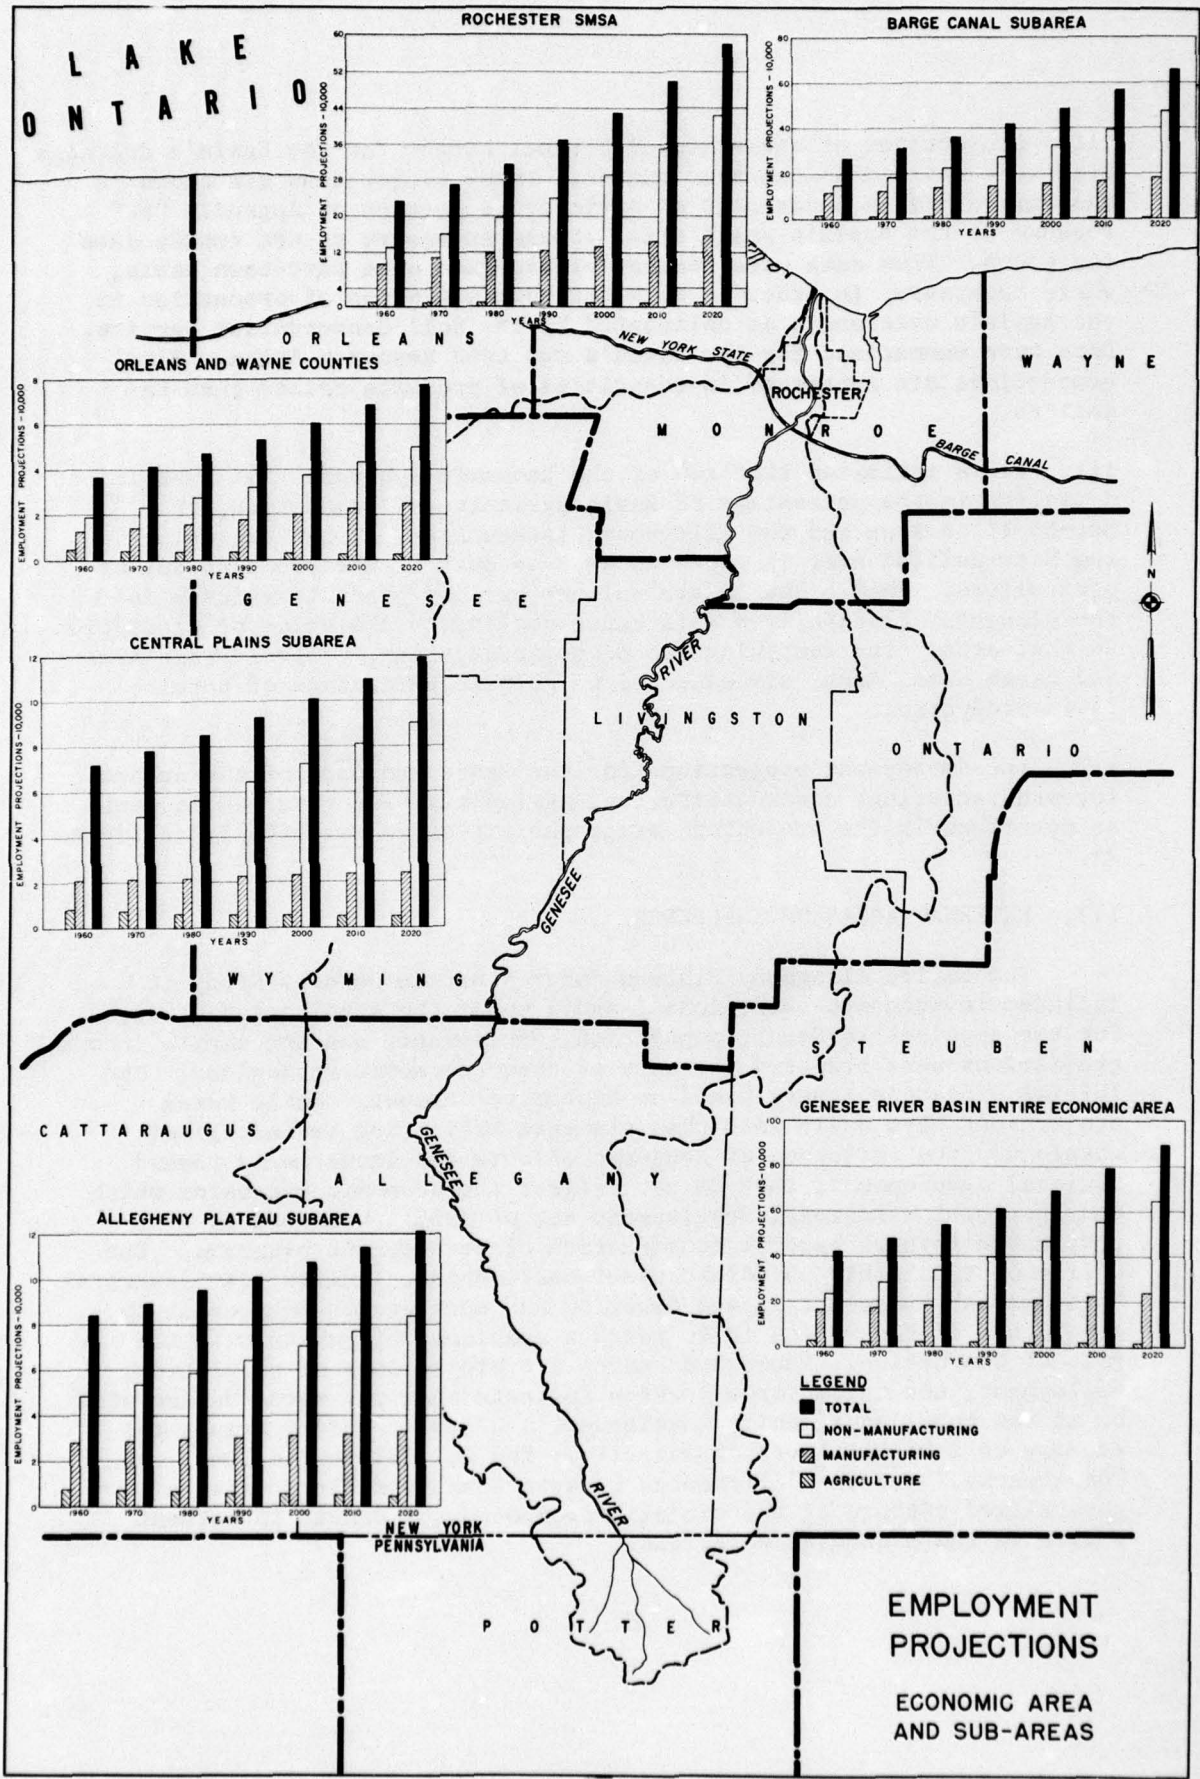 LAKE
ONTARIO
ROCHESTER SMSA
EMPLOYMENT PROJECTIONS - 10,000
60
52
44
36
28
20
12
4
0
1960 1970 1980 1990 2000 2010 2020
YEARS
BARGE CANAL SUBAREA
EMPLOYMENT PROJECTIONS - 10,000
80
60
40
20
0
1960 1970 1980 1990 2000 2010 2020
YEARS
ORLEANS
NEW YORK STATE
BARGE CANAL
ROCHESTER
WAYNE
MONROE
ORLEANS AND WAYNE COUNTIES
EMPLOYMENT PROJECTIONS - 10,000
8
6
4
2
0
1960 1970 1980 1990 2000 2010 2020
YEARS
GENESEE
N
CENTRAL PLAINS SUBAREA
EMPLOYMENT PROJECTIONS - 10,000
12
10
8
6
4
2
0
1960 1970 1980 1990 2000 2010 2020
YEARS
RIVER
LIVINGSTON
ONTARIO
GENESEE
WYOMING
STEUBEN
CATTARAUGUS
GENESEE
ALLEGANY
GENESEE RIVER BASIN ENTIRE ECONOMIC AREA
EMPLOYMENT PROJECTIONS - 10,000
100
80
60
40
20
0
1960 1970 1980 1990 2000 2010 2020
YEARS
ALLEGHENY PLATEAU SUBAREA
EMPLOYMENT PROJECTIONS - 10,000
12
10
8
6
4
2
0
1960 1970 1980 1990 2000 2010 2020
YEARS
LEGEND
TOTAL
NON-MANUFACTURING
MANUFACTURING
AGRICULTURE
RIVER
NEW YORK
PENNSYLVANIA
POTTER
EMPLOYMENT
PROJECTIONS
ECONOMIC AREA
AND SUB-AREAS